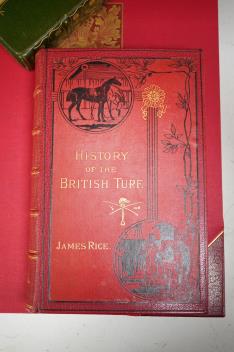 HISTORY
OF THE
BRITISH TURF.
JAMES RICE.